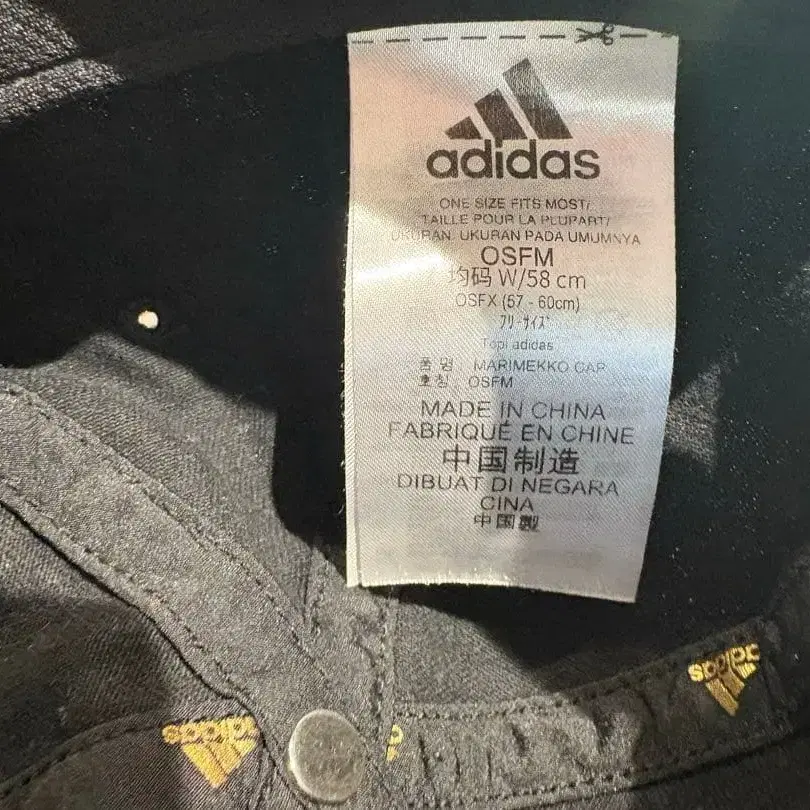 adidas
ONE SIZE FITS MOST/
TAILLE POUR LA PLUPART/
UKURAN: UKURAN PADA UMUMNYA
OSFM
均码 W/58 cm
OSFX (57 - 60cm)
フリーサイズ
Topi adidas
품 명 : MARIMEKKO CAP
호칭 : OSFM
MADE IN CHINA
FABRIQUÉ EN CHINE
中国制造
DIBUAT DI NEGARA
CINA
中国製
adidas
adidas